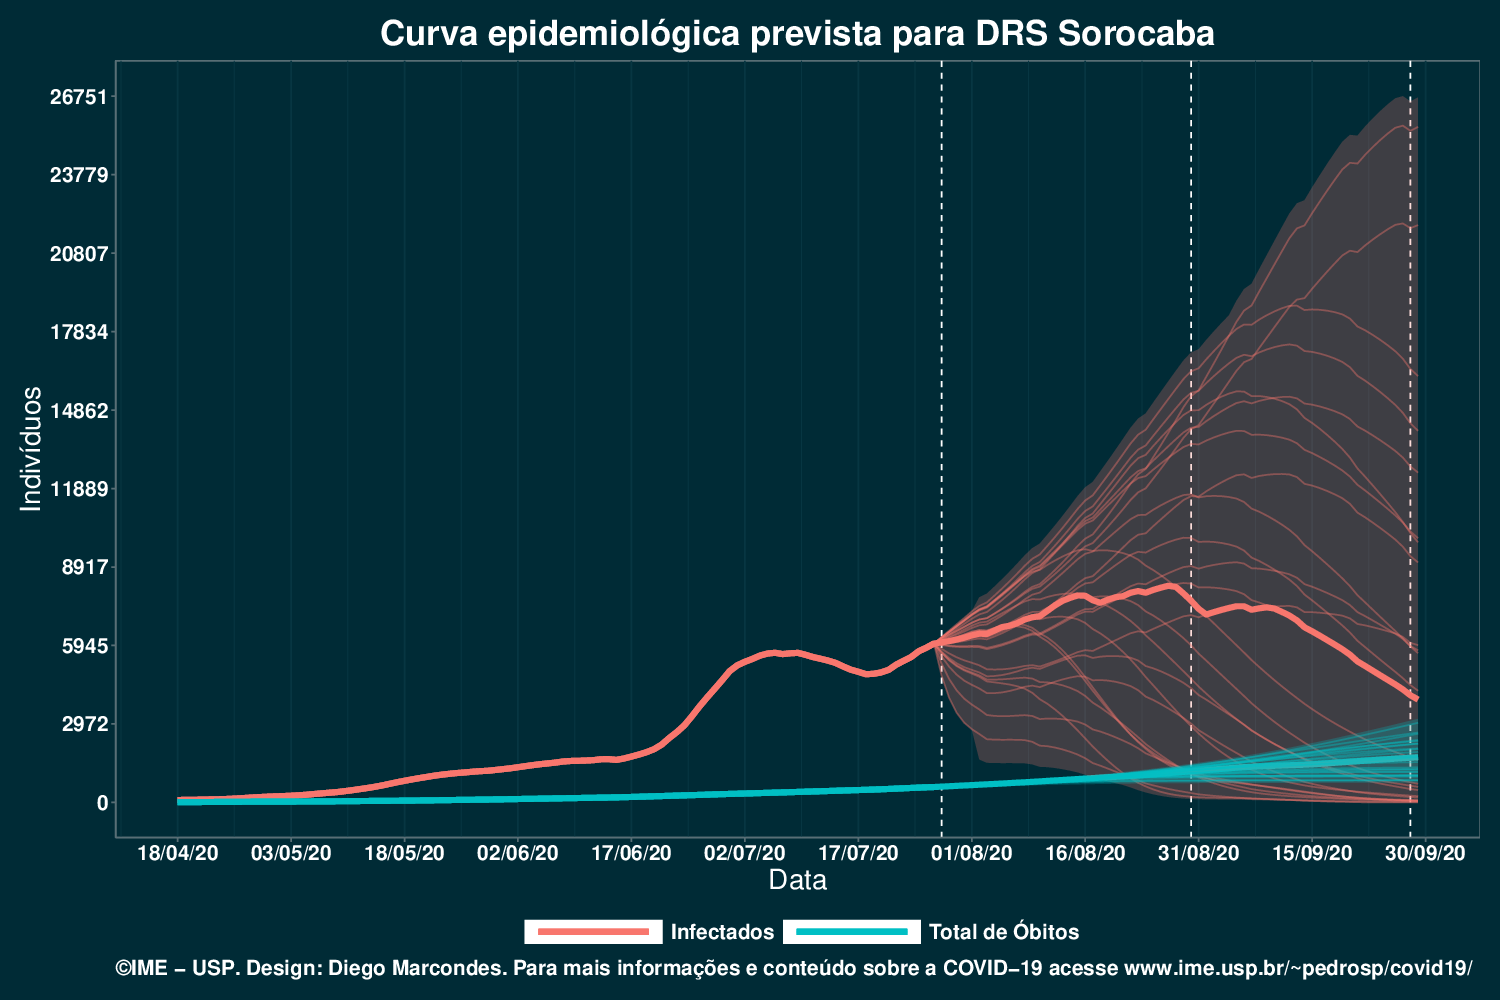 Curva epidemiológica prevista para DRS Sorocaba
Indivíduos
26751
23779
20807
17834
14862
11889
8917
5945
2972
0
18/04/20 03/05/20 18/05/20 02/06/20 17/06/20 02/07/20 17/07/20 01/08/20 16/08/20 31/08/20 15/09/20 30/09/20
Data
Infectados Total de Óbitos
©IME − USP. Design: Diego Marcondes. Para mais informações e conteúdo sobre a COVID−19 acesse www.ime.usp.br/~pedrosp/covid19/